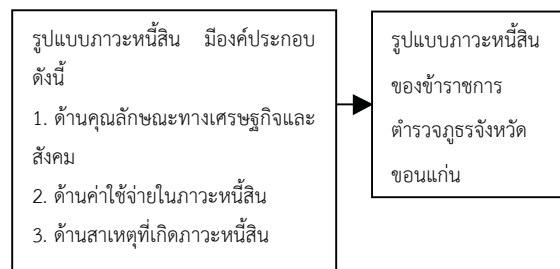 รูปแบบภาวะหนี้สิน มีองค์ประกอบ
ดังนี้
1. ด้านคุณลักษณะทางเศรษฐกิจและ
สังคม
2. ด้านค่าใช้จ่ายในภาวะหนี้สิน
3. ด้านสาเหตุที่เกิดภาวะหนี้สิน
รูปแบบภาวะหนี้สิน
ของข้าราชการ
ตำรวจภูธรจังหวัด
ขอนแก่น